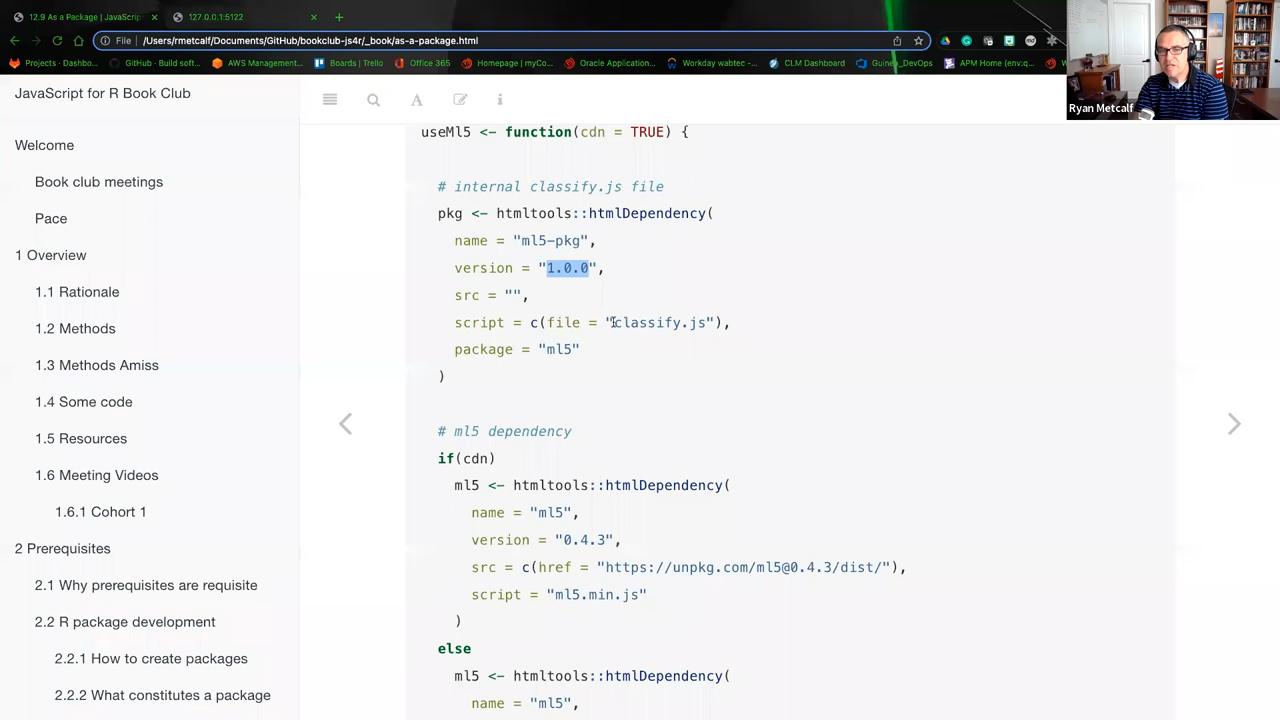 12.9 As a Package | JavaScrip
127.0.0.1:5122
File
/Users/rmetcalf/Documents/GitHub/bookclub-js4r/_book/as-a-package.html
Projects · Dashbo...
GitHub · Build soft...
AWS Management...
Boards | Trello
Office 365
Homepage | myCo...
Oracle Application...
Workday wabtec -...
CLM Dashboard
Guinea_DevOps
APM Home (env:q...
Ryan Metcalf
JavaScript for R Book Club
Welcome
Book club meetings
Pace
1 Overview
1.1 Rationale
1.2 Methods
1.3 Methods Amiss
1.4 Some code
1.5 Resources
1.6 Meeting Videos
1.6.1 Cohort 1
2 Prerequisites
2.1 Why prerequisites are requisite
2.2 R package development
2.2.1 How to create packages
2.2.2 What constitutes a package
useMl5 <- function(cdn = TRUE) {
# internal classify.js file
pkg <- htmltools::htmlDependency(
name = "ml5-pkg",
version = "1.0.0",
src = "",
script = c(file = "classify.js"),
package = "ml5"
)
# ml5 dependency
if(cdn)
ml5 <- htmltools::htmlDependency(
name = "ml5",
version = "0.4.3",
src = c(href = "https://unpkg.com/ml5@0.4.3/dist/"),
script = "ml5.min.js"
)
else
ml5 <- htmltools::htmlDependency(
name = "ml5",